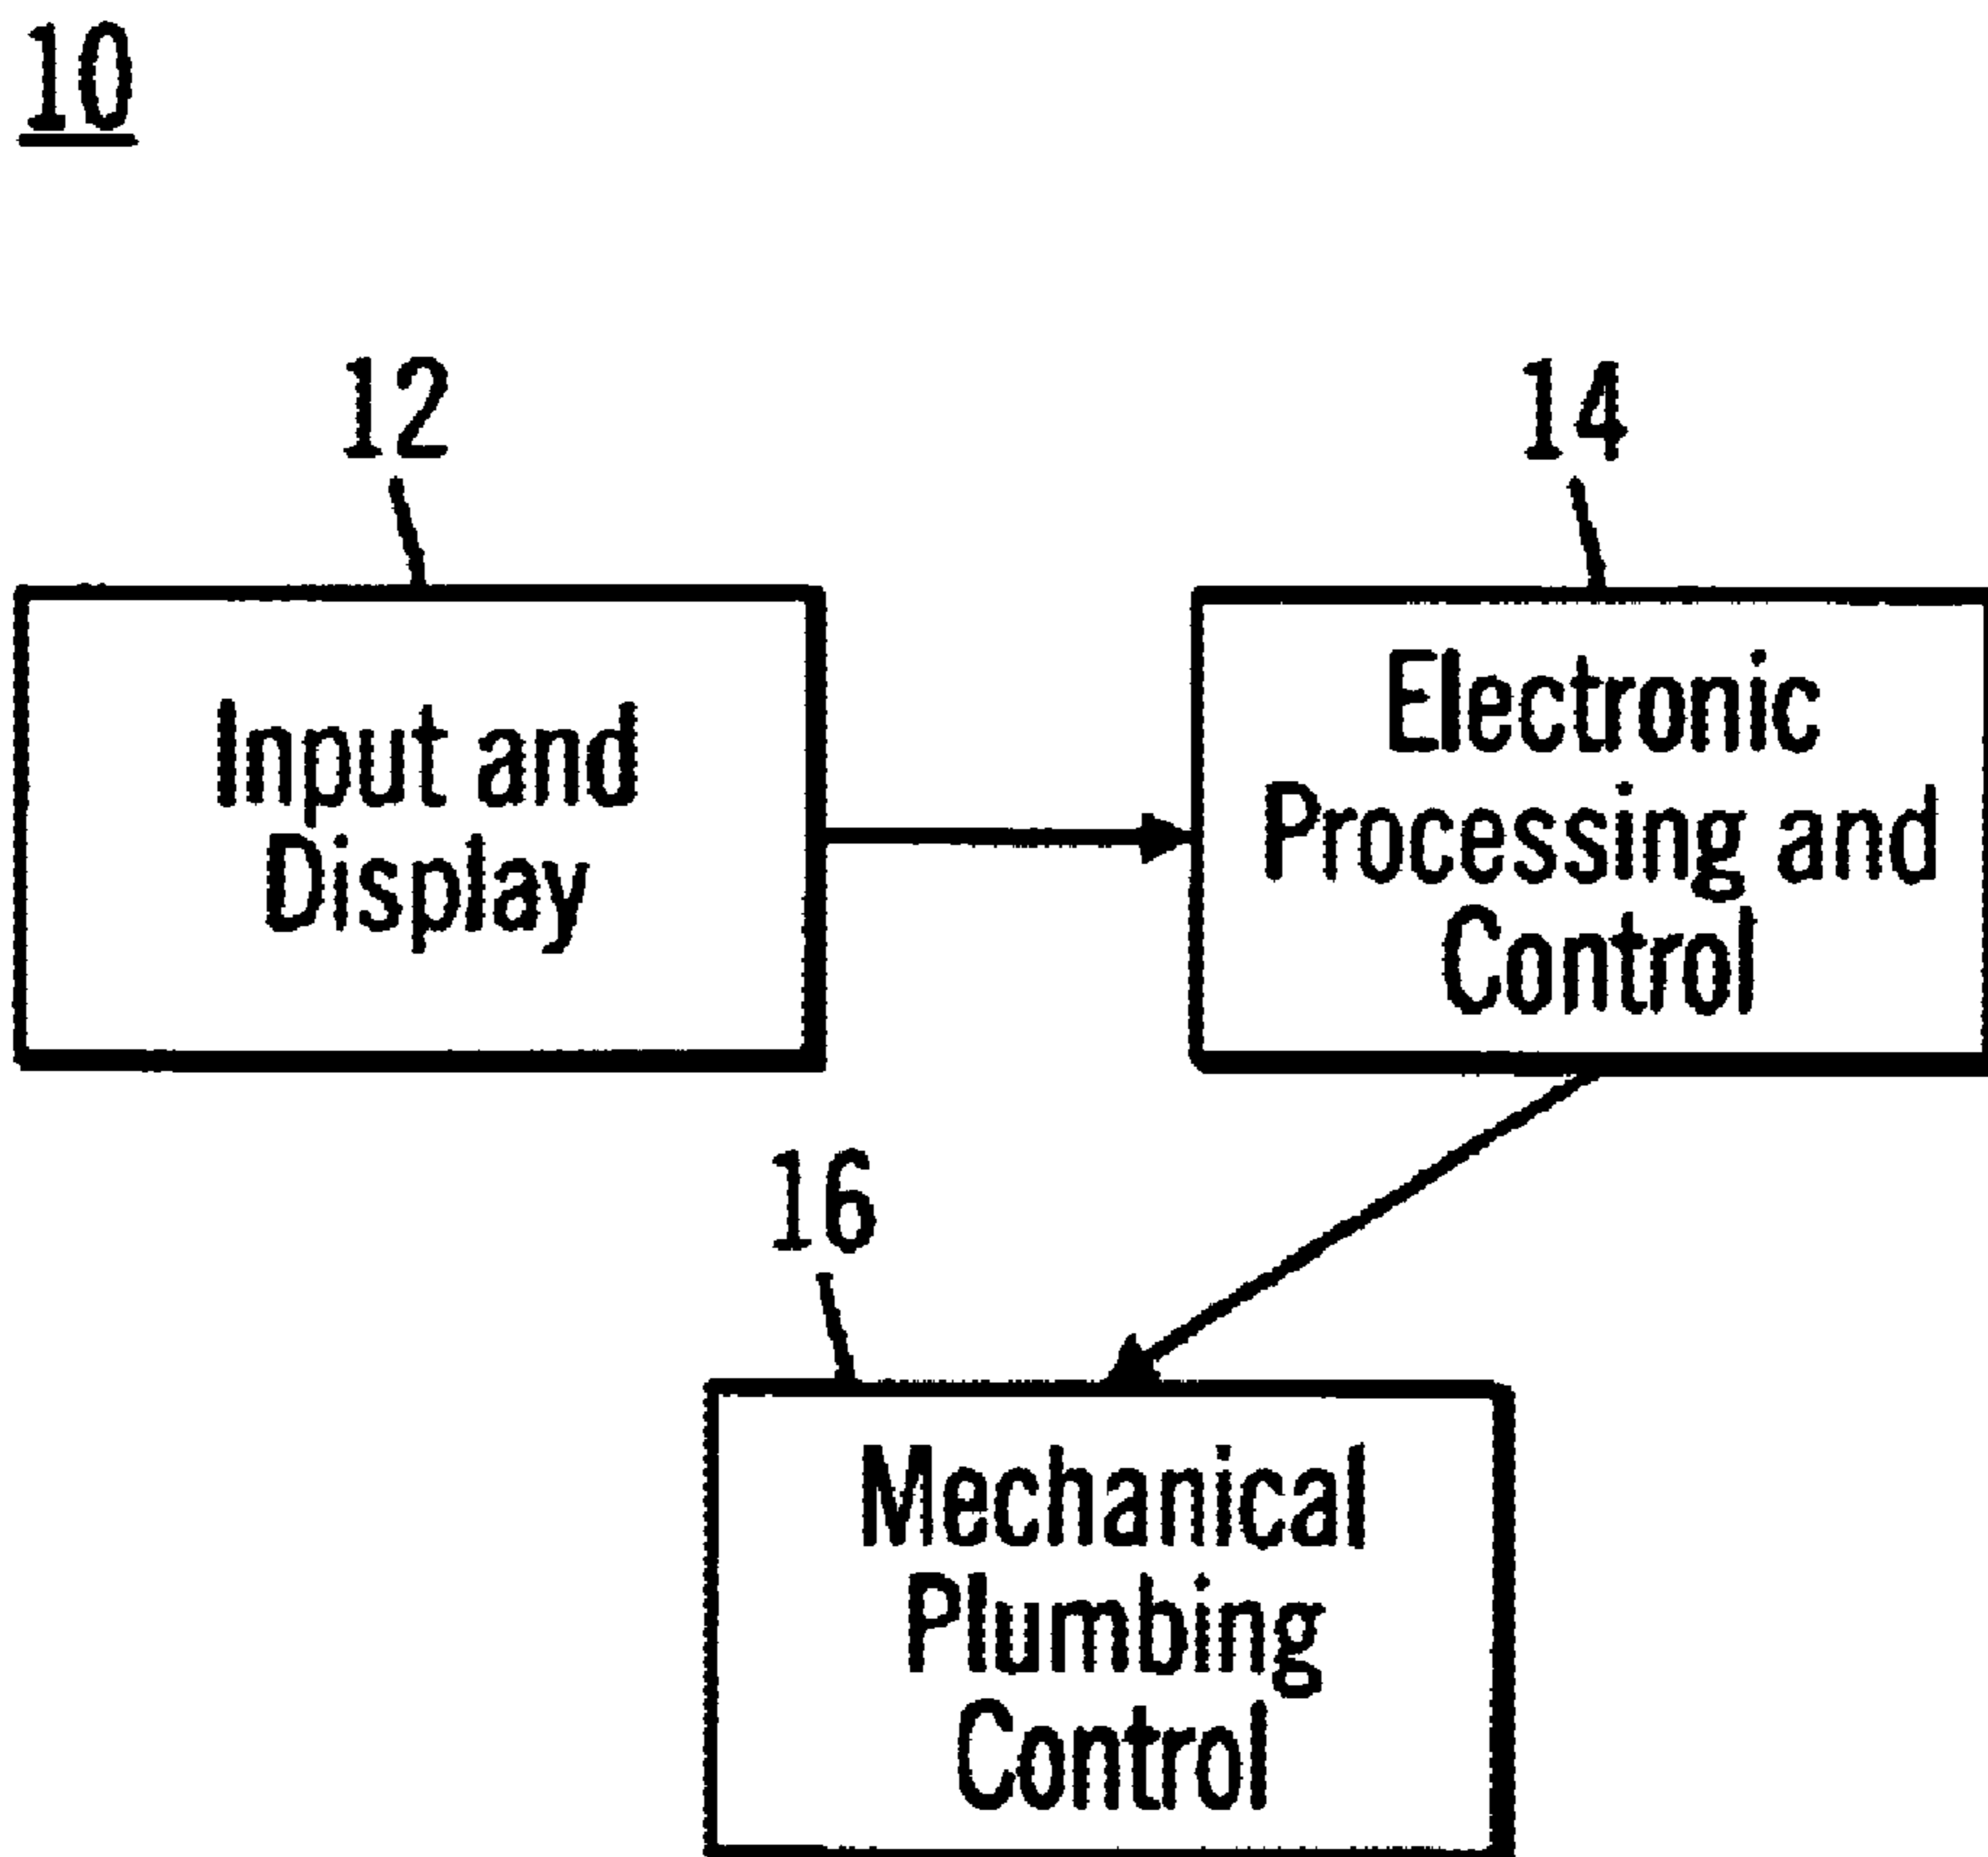 10
12
14
Input and
Display
Electronic
Processing and
Control
16
Mechanical
Plumbing
Control